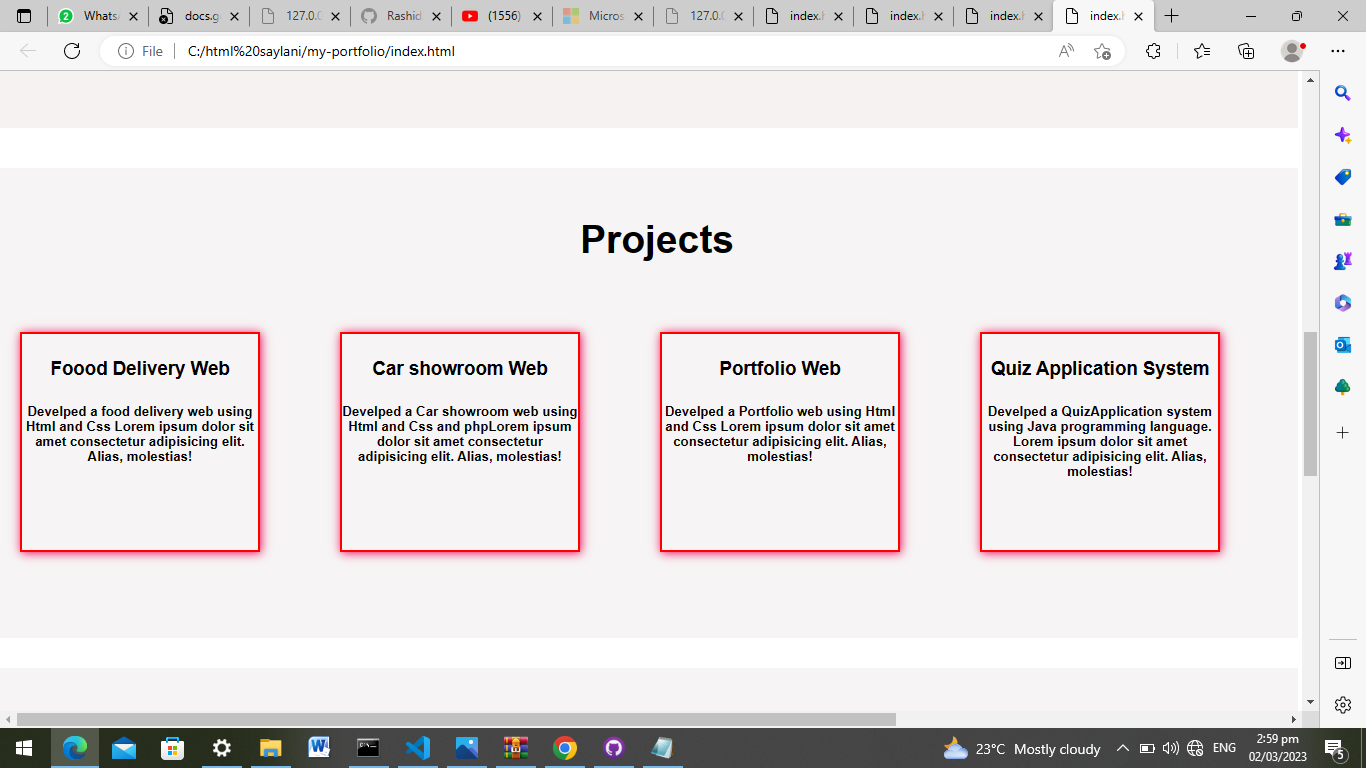 Whats
docs.g
127.0.0
Rashid
(1556)
Micros
127.0.0
index.h
index.h
index.h
index.h
File
C:/html%20saylani/my-portfolio/index.html
Projects
Foood Delivery Web
Develped a food delivery web using
Html and Css Lorem ipsum dolor sit
amet consectetur adipisicing elit.
Alias, molestias!
Car showroom Web
Develped a Car showroom web using
Html and Css and phpLorem ipsum
dolor sit amet consectetur
adipisicing elit. Alias, molestias!
Portfolio Web
Develped a Portfolio web using Html
and Css Lorem ipsum dolor sit amet
consectetur adipisicing elit. Alias,
molestias!
Quiz Application System
Develped a QuizApplication system
using Java programming language.
Lorem ipsum dolor sit amet
consectetur adipisicing elit. Alias,
molestias!
23°C Mostly cloudy
ENG
2:59 pm
02/03/2023
5